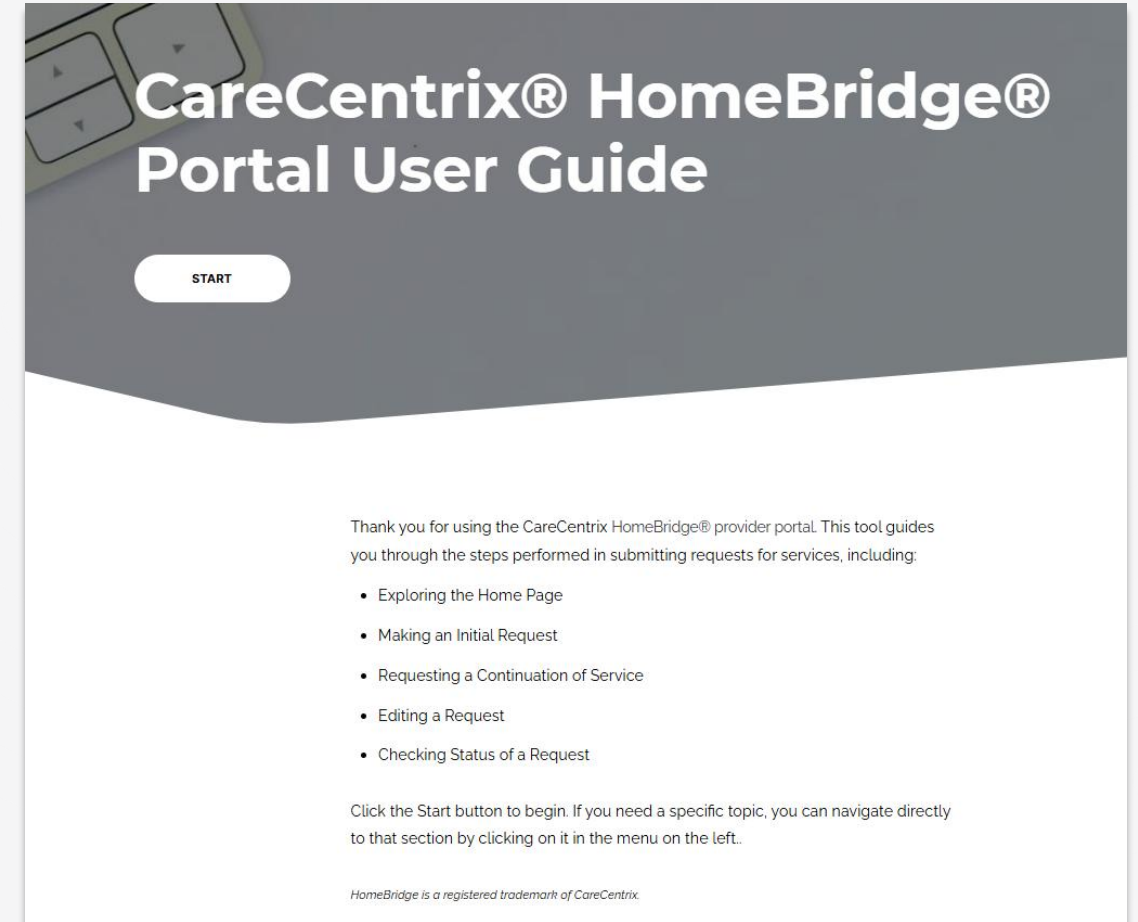 CareCentrix® HomeBridge®
Portal User Guide
START
Thank you for using the CareCentrix HomeBridge® provider portal. This tool guides
you through the steps performed in submitting requests for services, including:
• Exploring the Home Page
• Making an Initial Request
• Requesting a Continuation of Service
• Editing a Request
• Checking Status of a Request
Click the Start button to begin. If you need a specific topic, you can navigate directly
to that section by clicking on it in the menu on the left..
HomeBridge is a registered trademark of CareCentrix.